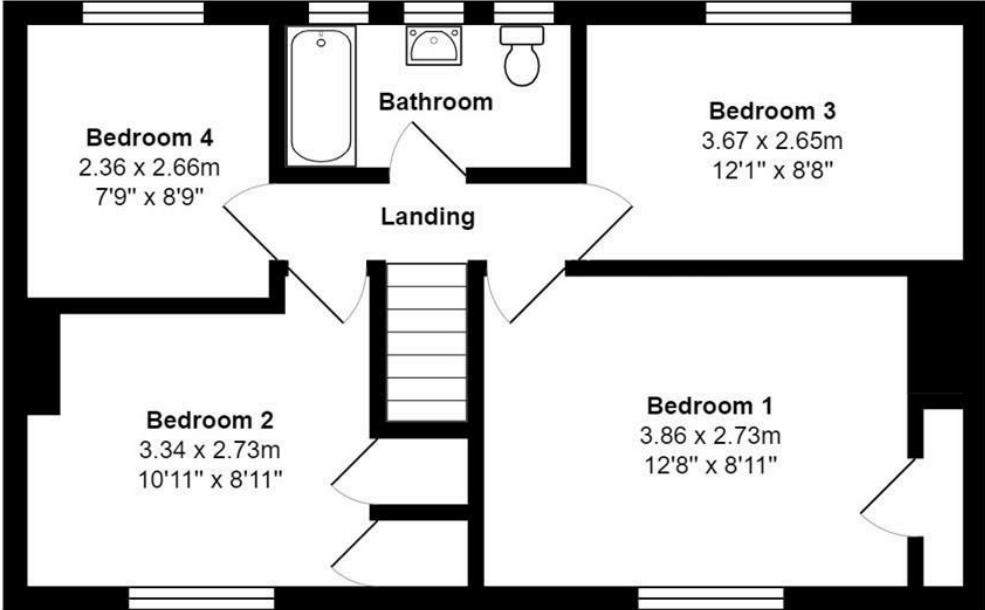 Bathroom
Bedroom 3
3.67 x 2.65m
12'1" x 8'8"
Bedroom 4
2.36 x 2.66m
7'9" x 8'9"
Landing
Bedroom 2
3.34 x 2.73m
10'11" x 8'11"
Bedroom 1
3.86 x 2.73m
12'8" x 8'11"